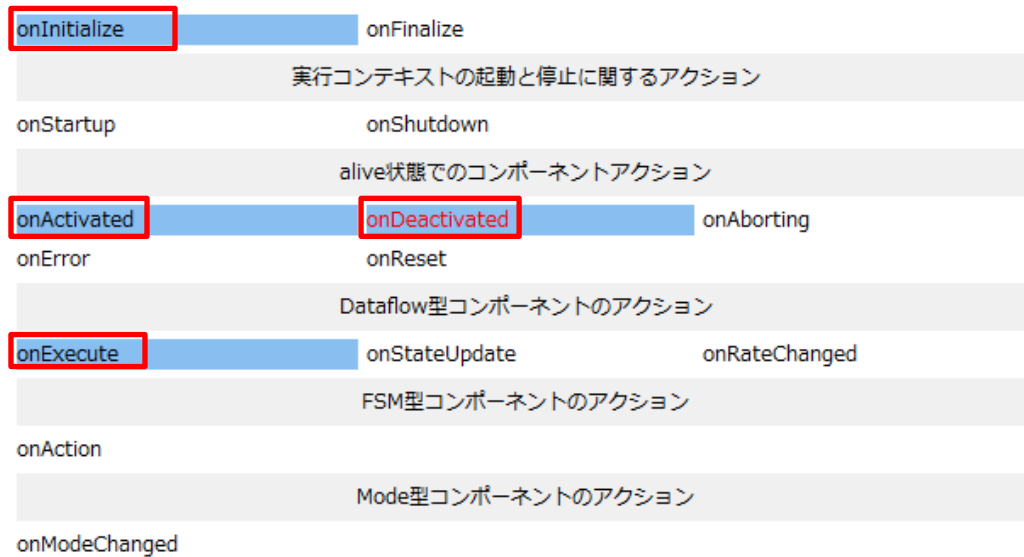 onInitialize onFinalize
実行コンテキストの起動と停止に関するアクション
onStartup onShutdown
alive状態でのコンポーネントアクション
onActivated onDeactivated onAborting
onError onReset
Dataflow型コンポーネントのアクション
onExecute onStateUpdate onRateChanged
FSM型コンポーネントのアクション
onAction
Mode型コンポーネントのアクション
onModeChanged